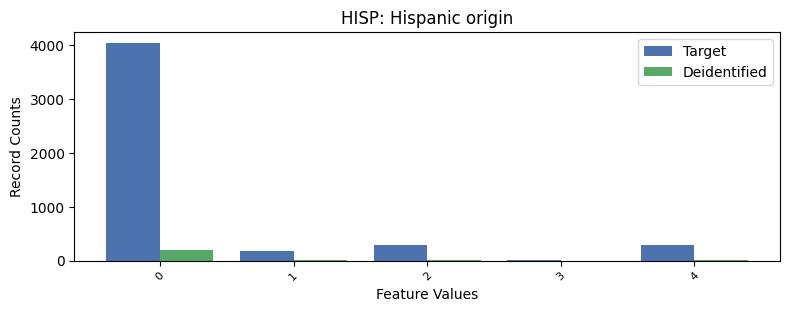 HISP: Hispanic origin
Target
Deidentified
Record Counts
4000
3000
2000
1000
0
0 1 2 3 4
Feature Values